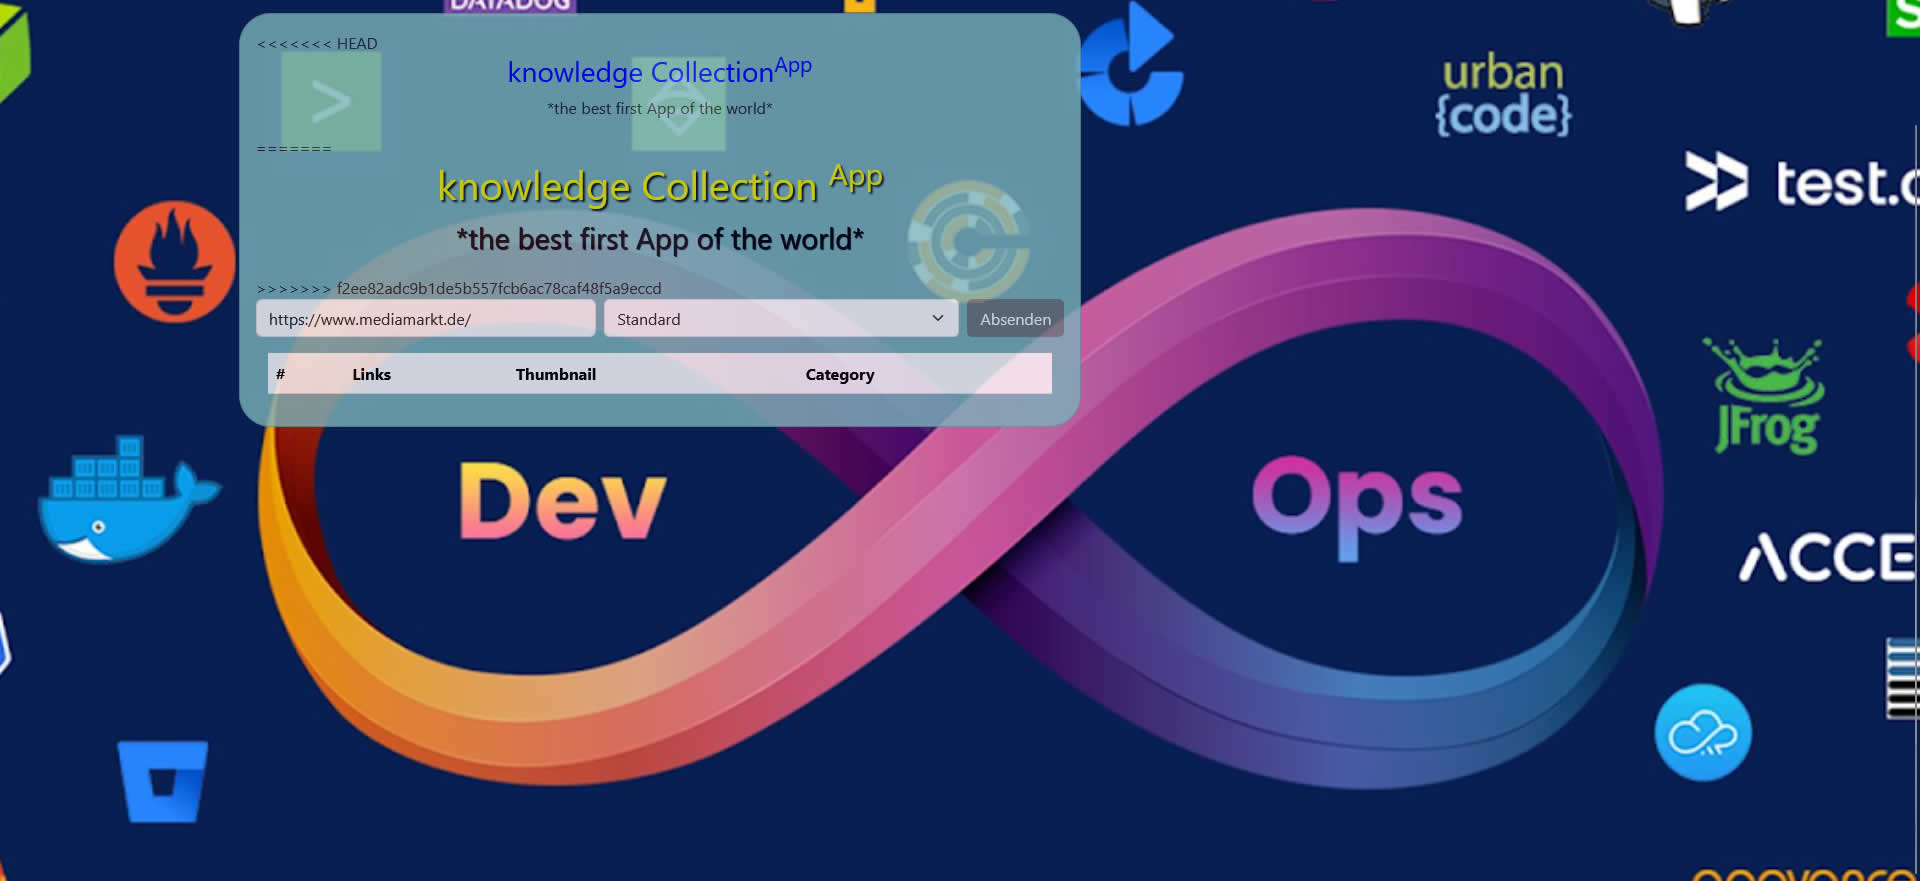 DATADOG
<<<<<<< HEAD
knowledge CollectionApp
*the best first App of the world*
=======
knowledge Collection App
*the best first App of the world*
>>>>>>> f2ee82adc9b1de5b557fcb6ac78caf48f5a9eccd
https://www.mediamarkt.de/ Standard Absenden
# Links Thumbnail Category
urban
{code}
test.
JFrog
Dev Ops
ACCE